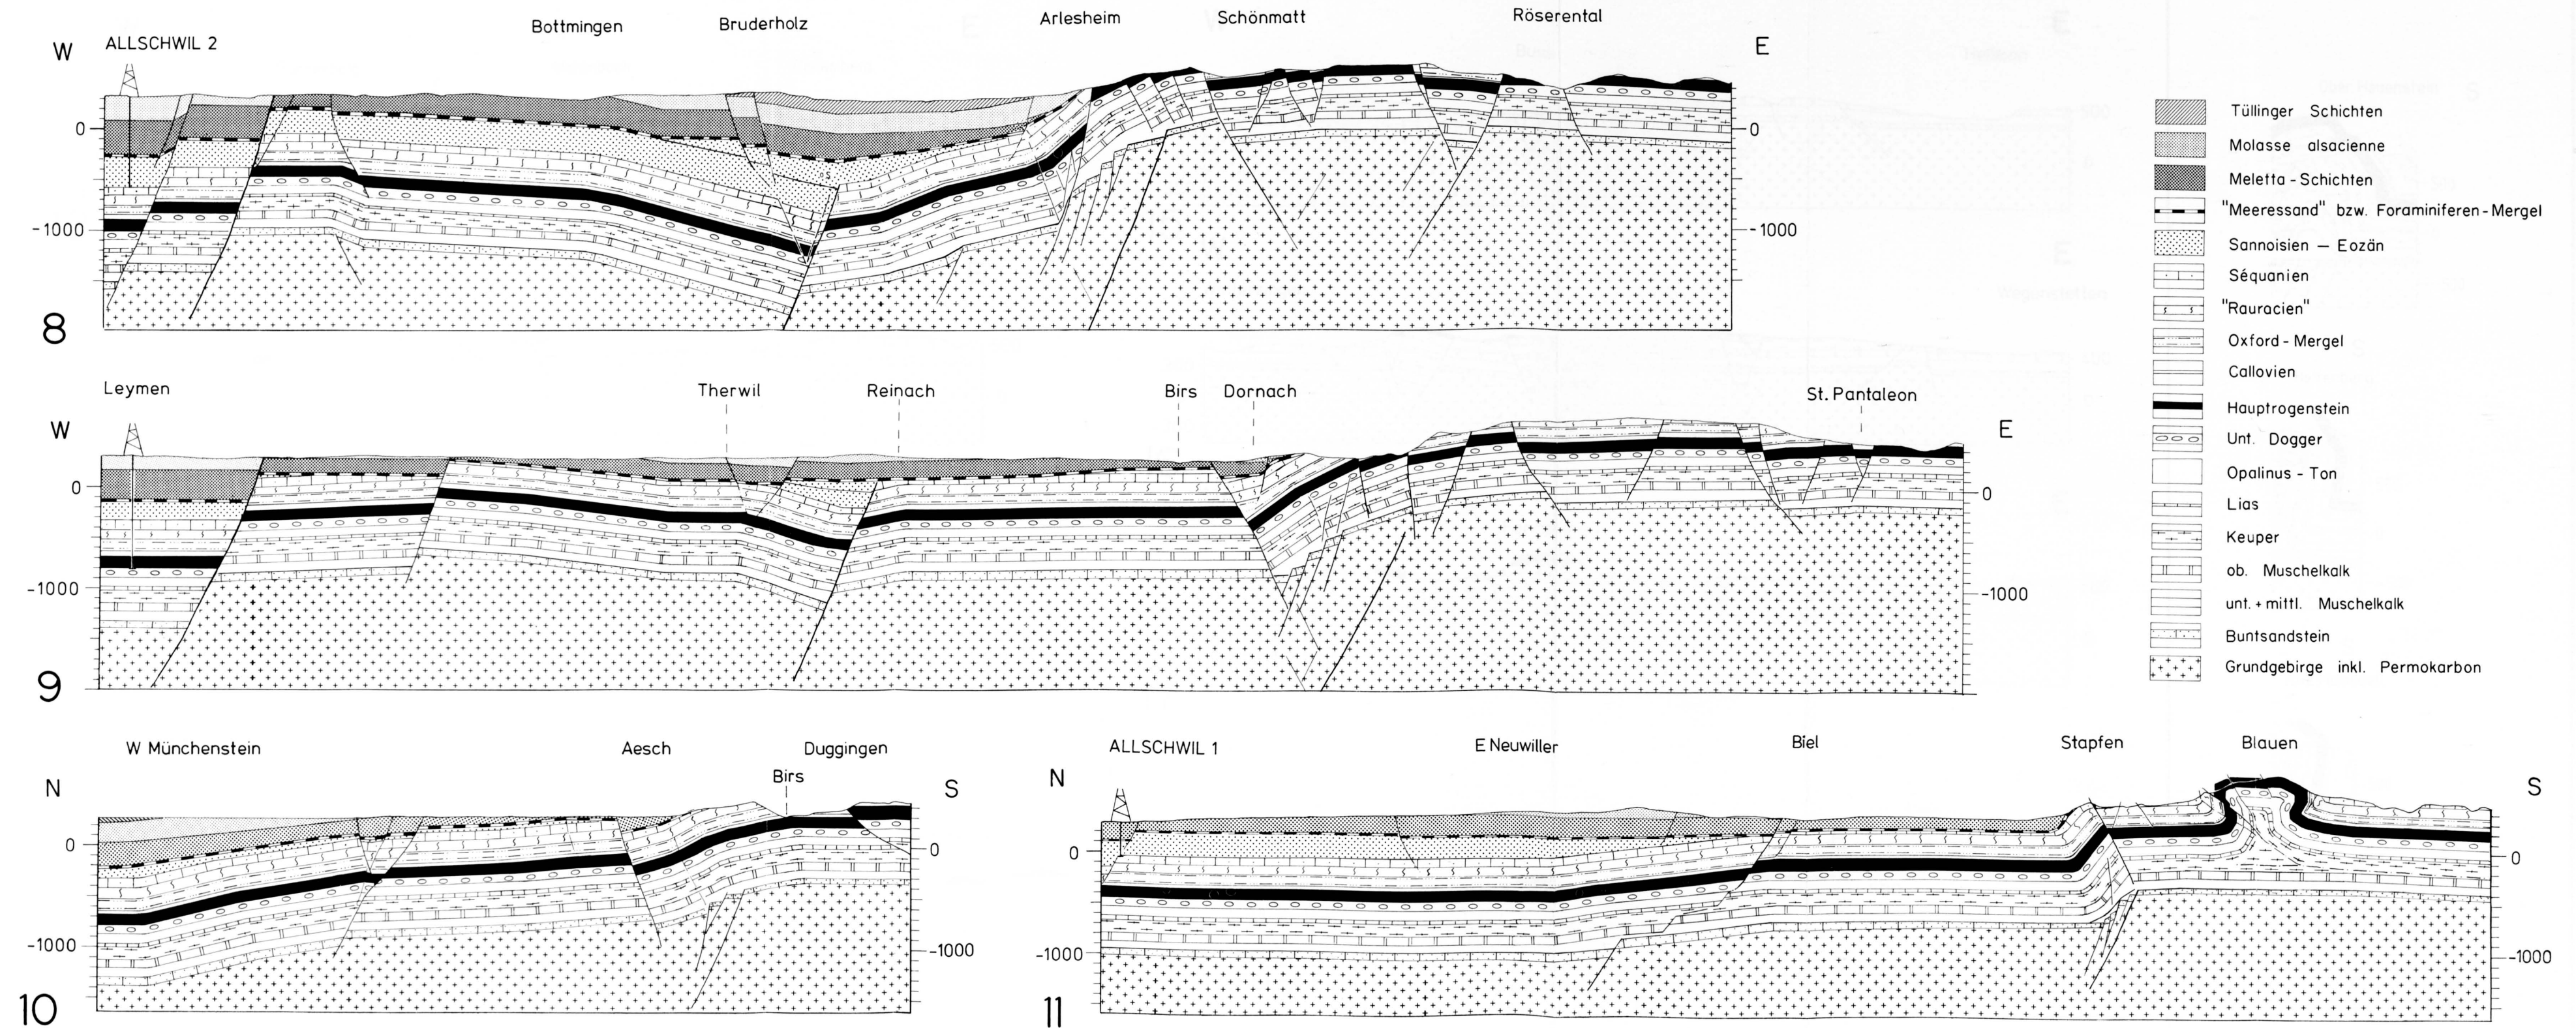 Bottmingen Bruderholz Arlesheim Schönmatt Röserental
W ALLSCHWIL 2 E
0 0
-1000 -1000
8
Leymen Therwil Reinach Birs Dornach St. Pantaleon
W E
0 0
-1000 -1000
9
W Münchenstein Aesch Duggingen
Birs
N S
0 0
-1000 -1000
10
ALLSCHWIL 1 E Neuwiller Biel Stapfen Blauen
N S
0 0
-1000 -1000
11
Tüllinger Schichten
Molasse alsacienne
Meletta - Schichten
"Meeressand" bzw. Foraminiferen - Mergel
Sannoisien — Eozän
Séquanien
"Rauracien"
Oxford - Mergel
Callovien
Hauptrogenstein
Unt. Dogger
Opalinus - Ton
Lias
Keuper
ob. Muschelkalk
unt. + mittl. Muschelkalk
Buntsandstein
Grundgebirge inkl. Permokarbon